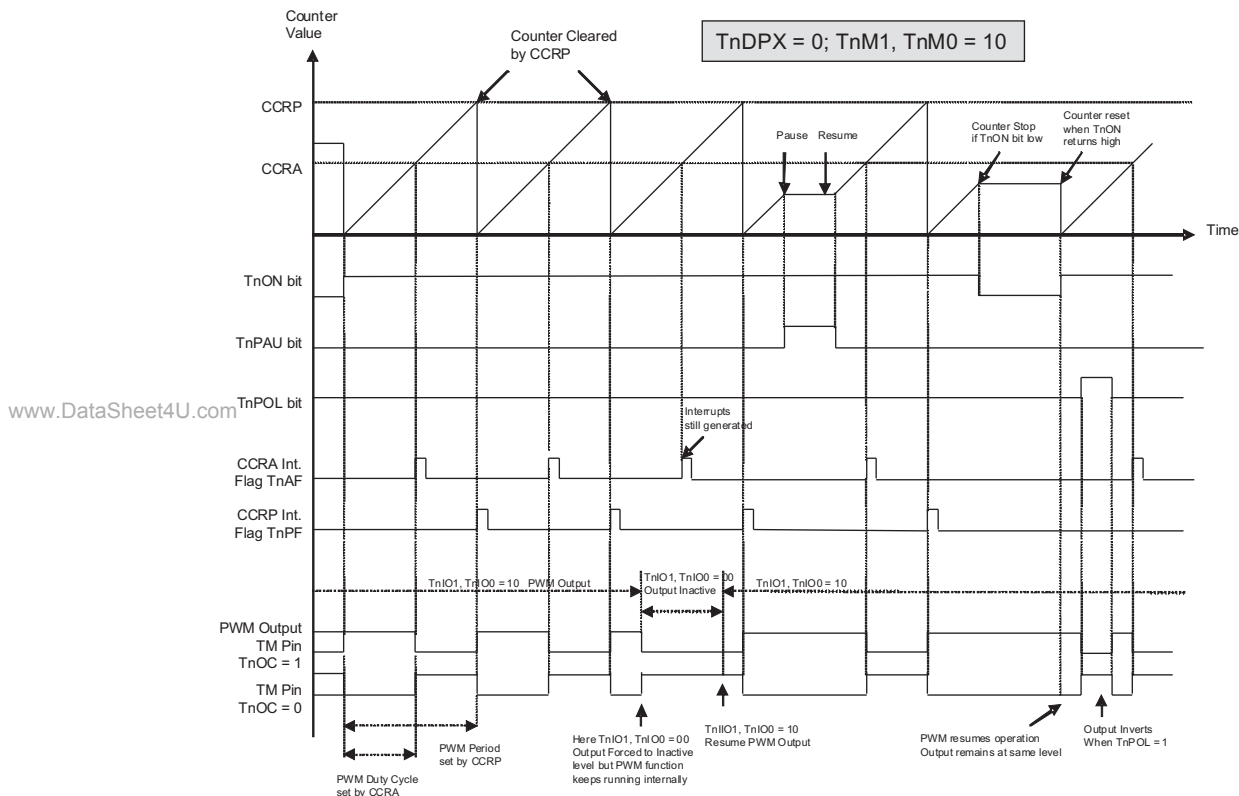 Counter
Value
TnDPX = 0; TnM1, TnM0 = 10
Counter Cleared
by CCRP
CCRP
CCRA
Pause
Resume
Counter Stop
if TnON bit low
Counter reset
when TnON
returns high
Time
TnON bit
TnPAU bit
www.DataSheet4U.com
TnPOL bit
Interrupts
still generated
CCRA Int.
Flag TnAF
CCRP Int.
Flag TnPF
TnIO1, TnIO0 = 10 PWM Output
TnIO1, TnIO0 = 00
Output Inactive
TnIO1, TnIO0 = 10
PWM Output
TM Pin
TnOC = 1
TM Pin
TnOC = 0
PWM Period
set by CCRP
PWM Duty Cycle
set by CCRA
Here TnIO1, TnIO0 = 00
Output Forced to Inactive
level but PWM function
keeps running internally
TnIIO1, TnIO0 = 10
Resume PWM Output
PWM resumes operation
Output remains at same level
Output Inverts
When TnPOL = 1